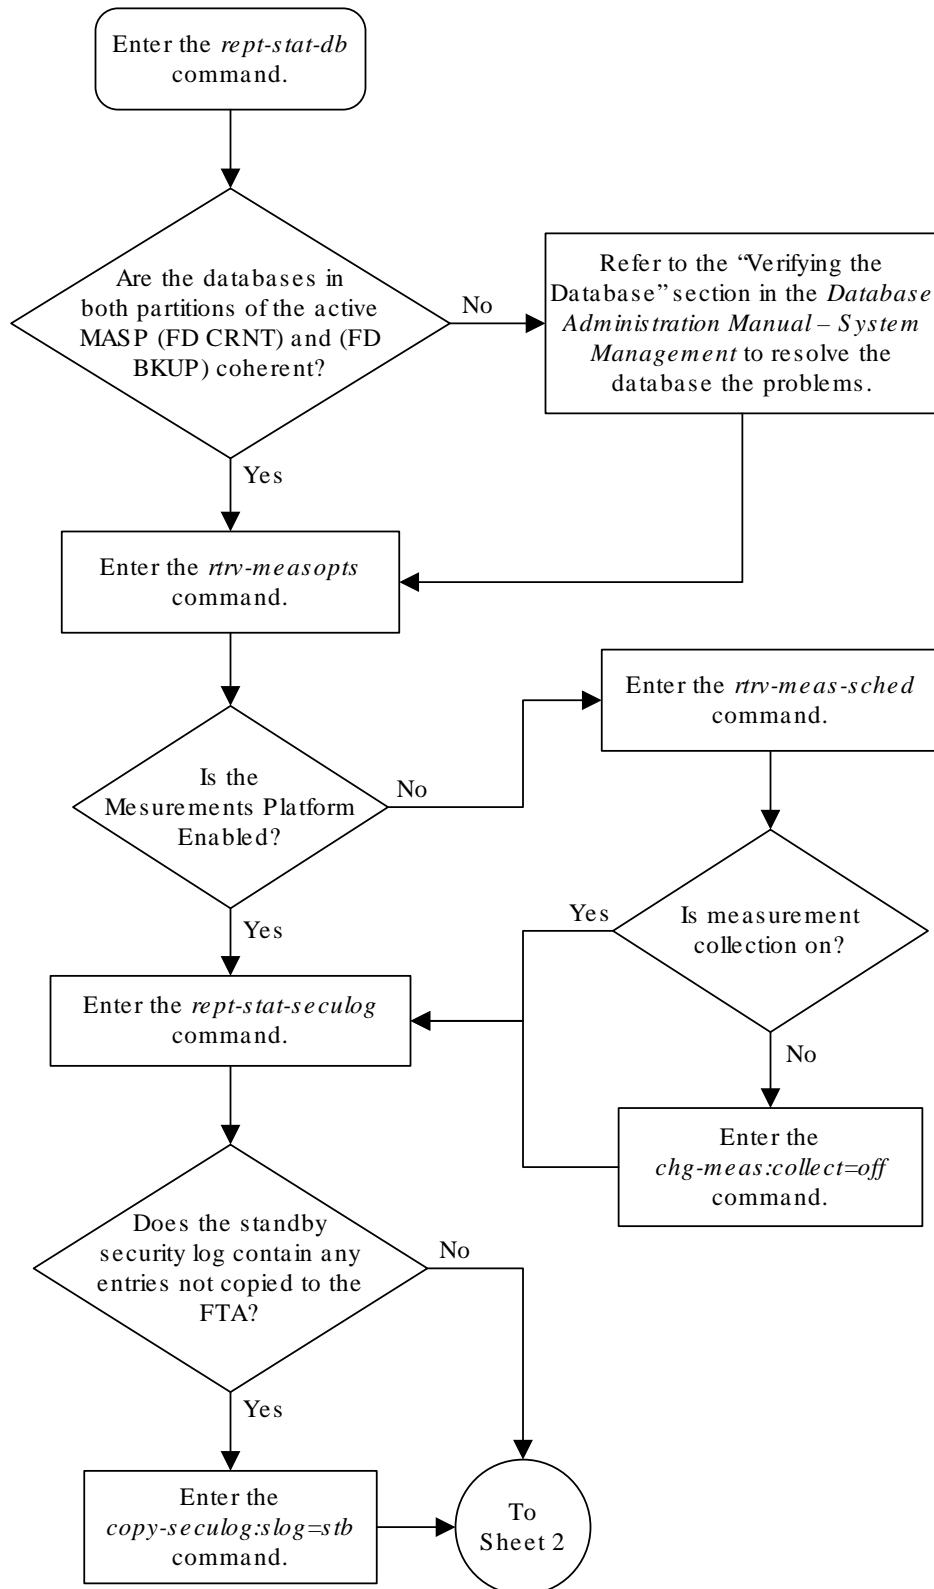 Enter the rept-stat-db
command.
Are the databases in
both partitions of the active
MASP (FD CRNT) and (FD
BKUP) coherent?
No
Refer to the “Verifying the
Database” section in the Database
Administration Manual – System
Management to resolve the
database the problems.
Yes
Enter the rtrv-measopts
command.
Is the
Mesurements Platform
Enabled?
No
Enter the rtrv-meas-sched
command.
Yes
Is measurement
collection on?
Yes
No
Enter the rept-stat-seculog
command.
Enter the
chg-meas:collect=off
command.
Does the standby
security log contain any
entries not copied to the
FTA?
No
Yes
Enter the
copy-seculog:slog=stb
command.
To
Sheet 2